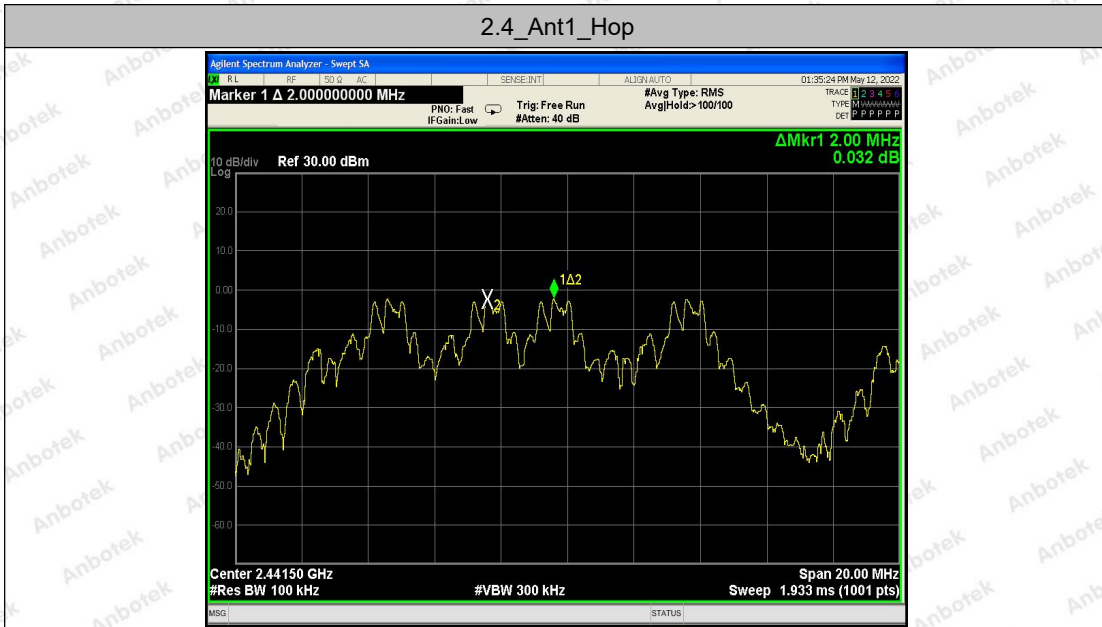 2.4_Ant1_Hop
Agilent Spectrum Analyzer - Swept SA
RL RF 50 Ω AC SENSE:INT ALIGN AUTO 01:35:24 PM May 12, 2022
Marker 1 Δ 2.000000000 MHz
PNO: Fast Trig: Free Run #Avg Type: RMS TRACE 1 2 3 4 5 6
IFGain:Low #Atten: 40 dB Avg|Hold:> 100/100 TYPE M WWWWW
DET P P P P P P
ΔMkr1 2.00 MHz
0.032 dB
10 dB/div Ref 30.00 dBm
Log
20.0
10.0
0.00
-10.0
-20.0
-30.0
-40.0
-50.0
-60.0
1Δ2
X2
Center 2.44150 GHz Span 20.00 MHz
#Res BW 100 kHz #VBW 300 kHz Sweep 1.933 ms (1001 pts)
MSG STATUS
Anbotek